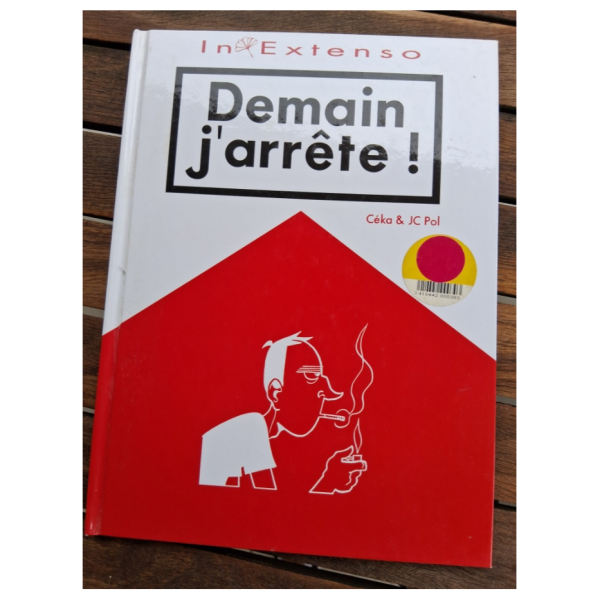 In Extenso
Demain
j'arrête !
Céka & JC Pol